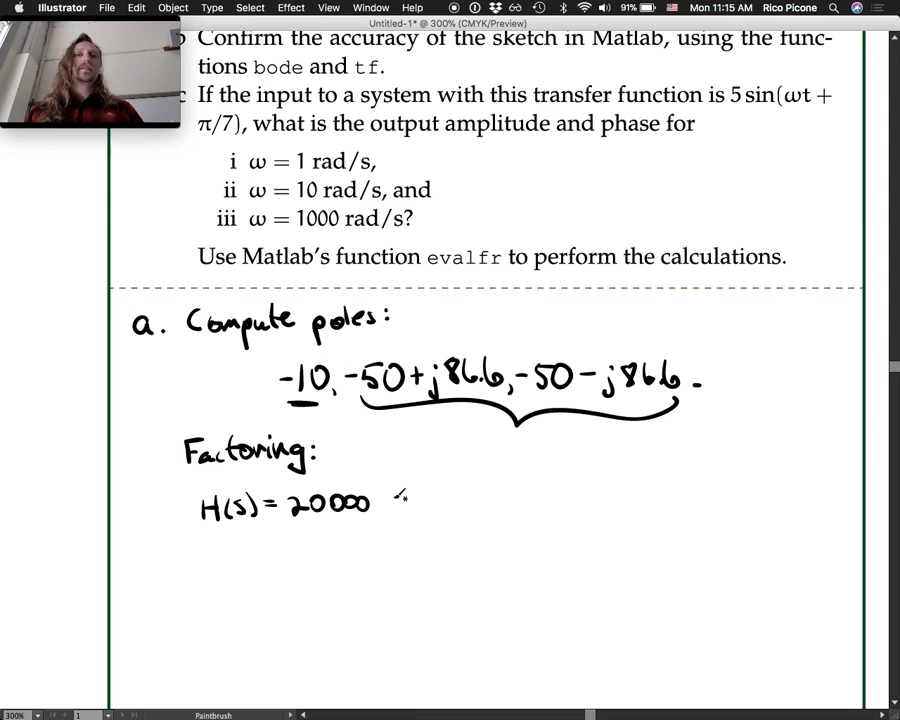 Illustrator File Edit Object Type Select Effect View Window Help 91% Mon 11:15 AM Rico Picone
Untitled-1* @ 300% (CMYK/Preview)
b Confirm the accuracy of the sketch in Matlab, using the func-
tions bode and tf.
c If the input to a system with this transfer function is 5 sin(ωt +
π/7), what is the output amplitude and phase for
i ω = 1 rad/s,
ii ω = 10 rad/s, and
iii ω = 1000 rad/s?
Use Matlab's function evalfr to perform the calculations.
a. Compute poles:
-10, -50 + j86.6, -50 - j86.6.
Factoring:
H(s) = 20000
300% 1 Paintbrush